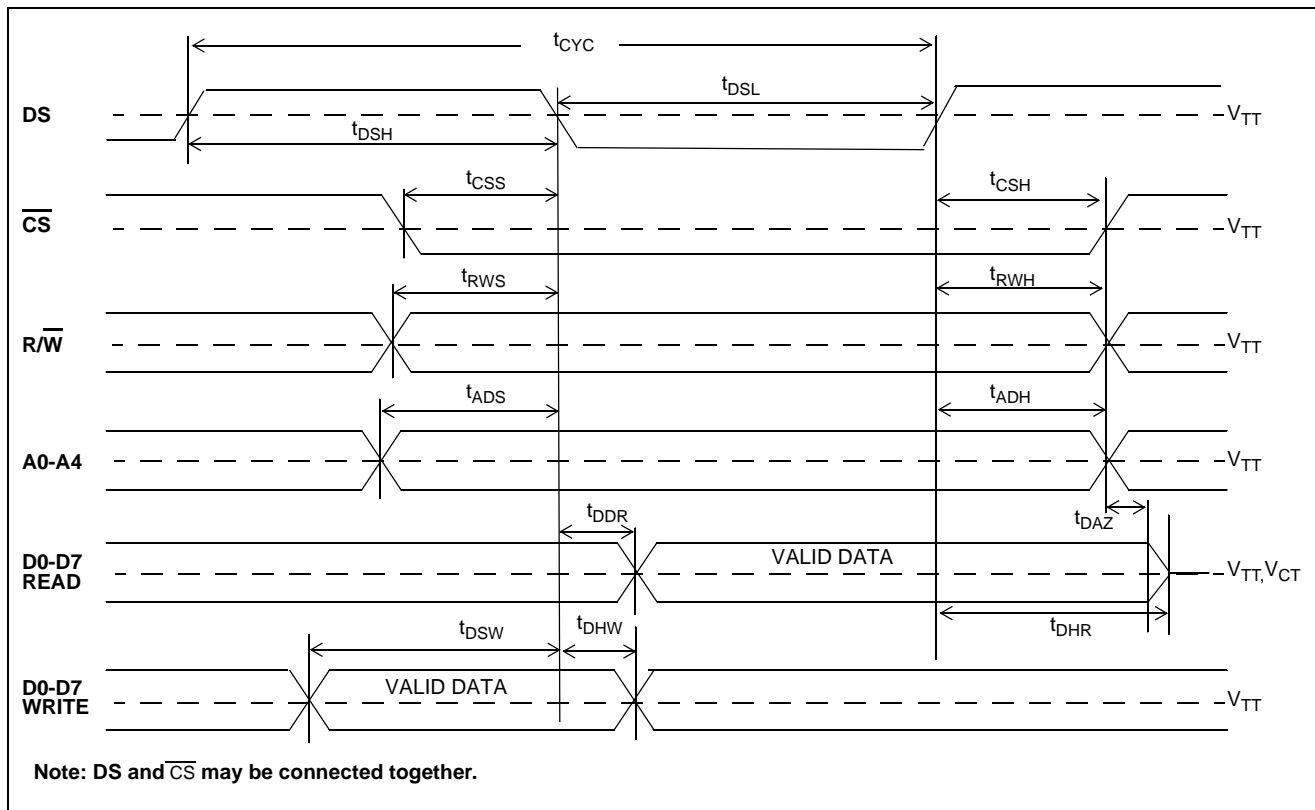 tCYC
DS
tDSL
VTT
tDSH
tCSS
tCSH
CS
VTT
tRWS
tRWH
R/W
VTT
tADS
tADH
A0-A4
VTT
tDDR
tDAZ
D0-D7
READ
VALID DATA
VTT,VCT
tDSW
tDHW
tDHR
D0-D7
WRITE
VALID DATA
VTT
Note: DS and CS may be connected together.